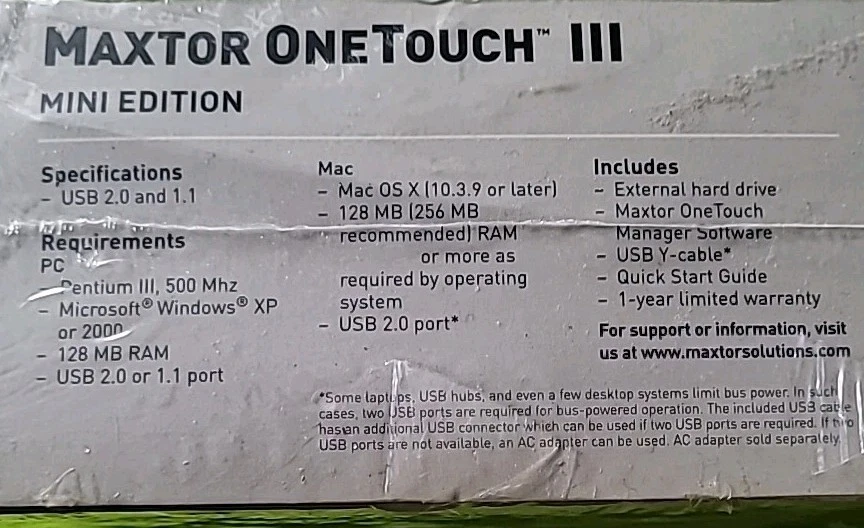 MAXTOR ONETOUCH™ III
MINI EDITION
Specifications
- USB 2.0 and 1.1
Requirements
PC
- Pentium III, 500 Mhz
- Microsoft® Windows® XP
or 2000
- 128 MB RAM
- USB 2.0 or 1.1 port
Mac
- Mac OS X (10.3.9 or later)
- 128 MB (256 MB
recommended) RAM
or more as
required by operating
system
- USB 2.0 port*
Includes
- External hard drive
- Maxtor OneTouch
Manager Software
- USB Y-cable*
- Quick Start Guide
- 1-year limited warranty
For support or information, visit
us at www.maxtorsolutions.com
*Some laptops, USB hubs, and even a few desktop systems limit bus power. In such
cases, two USB ports are required for bus-powered operation. The included USB cable
has an additional USB connector which can be used if two USB ports are required. If two
USB ports are not available, an AC adapter can be used. AC adapter sold separately.